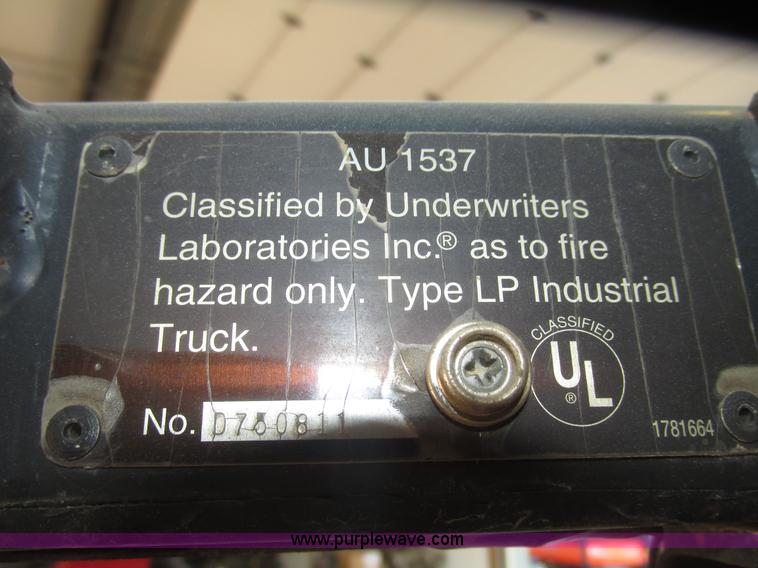 AU 1537
Classified by Underwriters
Laboratories Inc.® as to fire
hazard only. Type LP Industrial
Truck.
CLASSIFIED
UL
®
No. D750811
1781664
www.purplewave.com